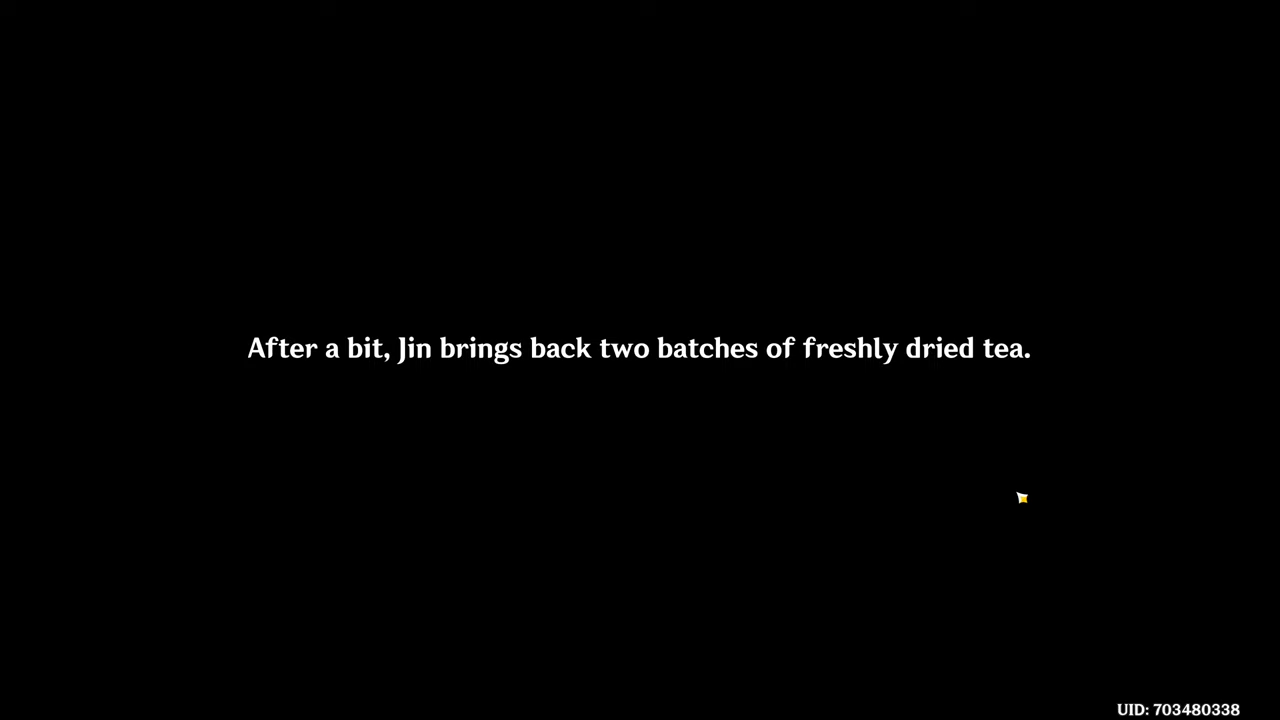 After a bit, Jin brings back two batches of freshly dried tea.
UID: 703480338